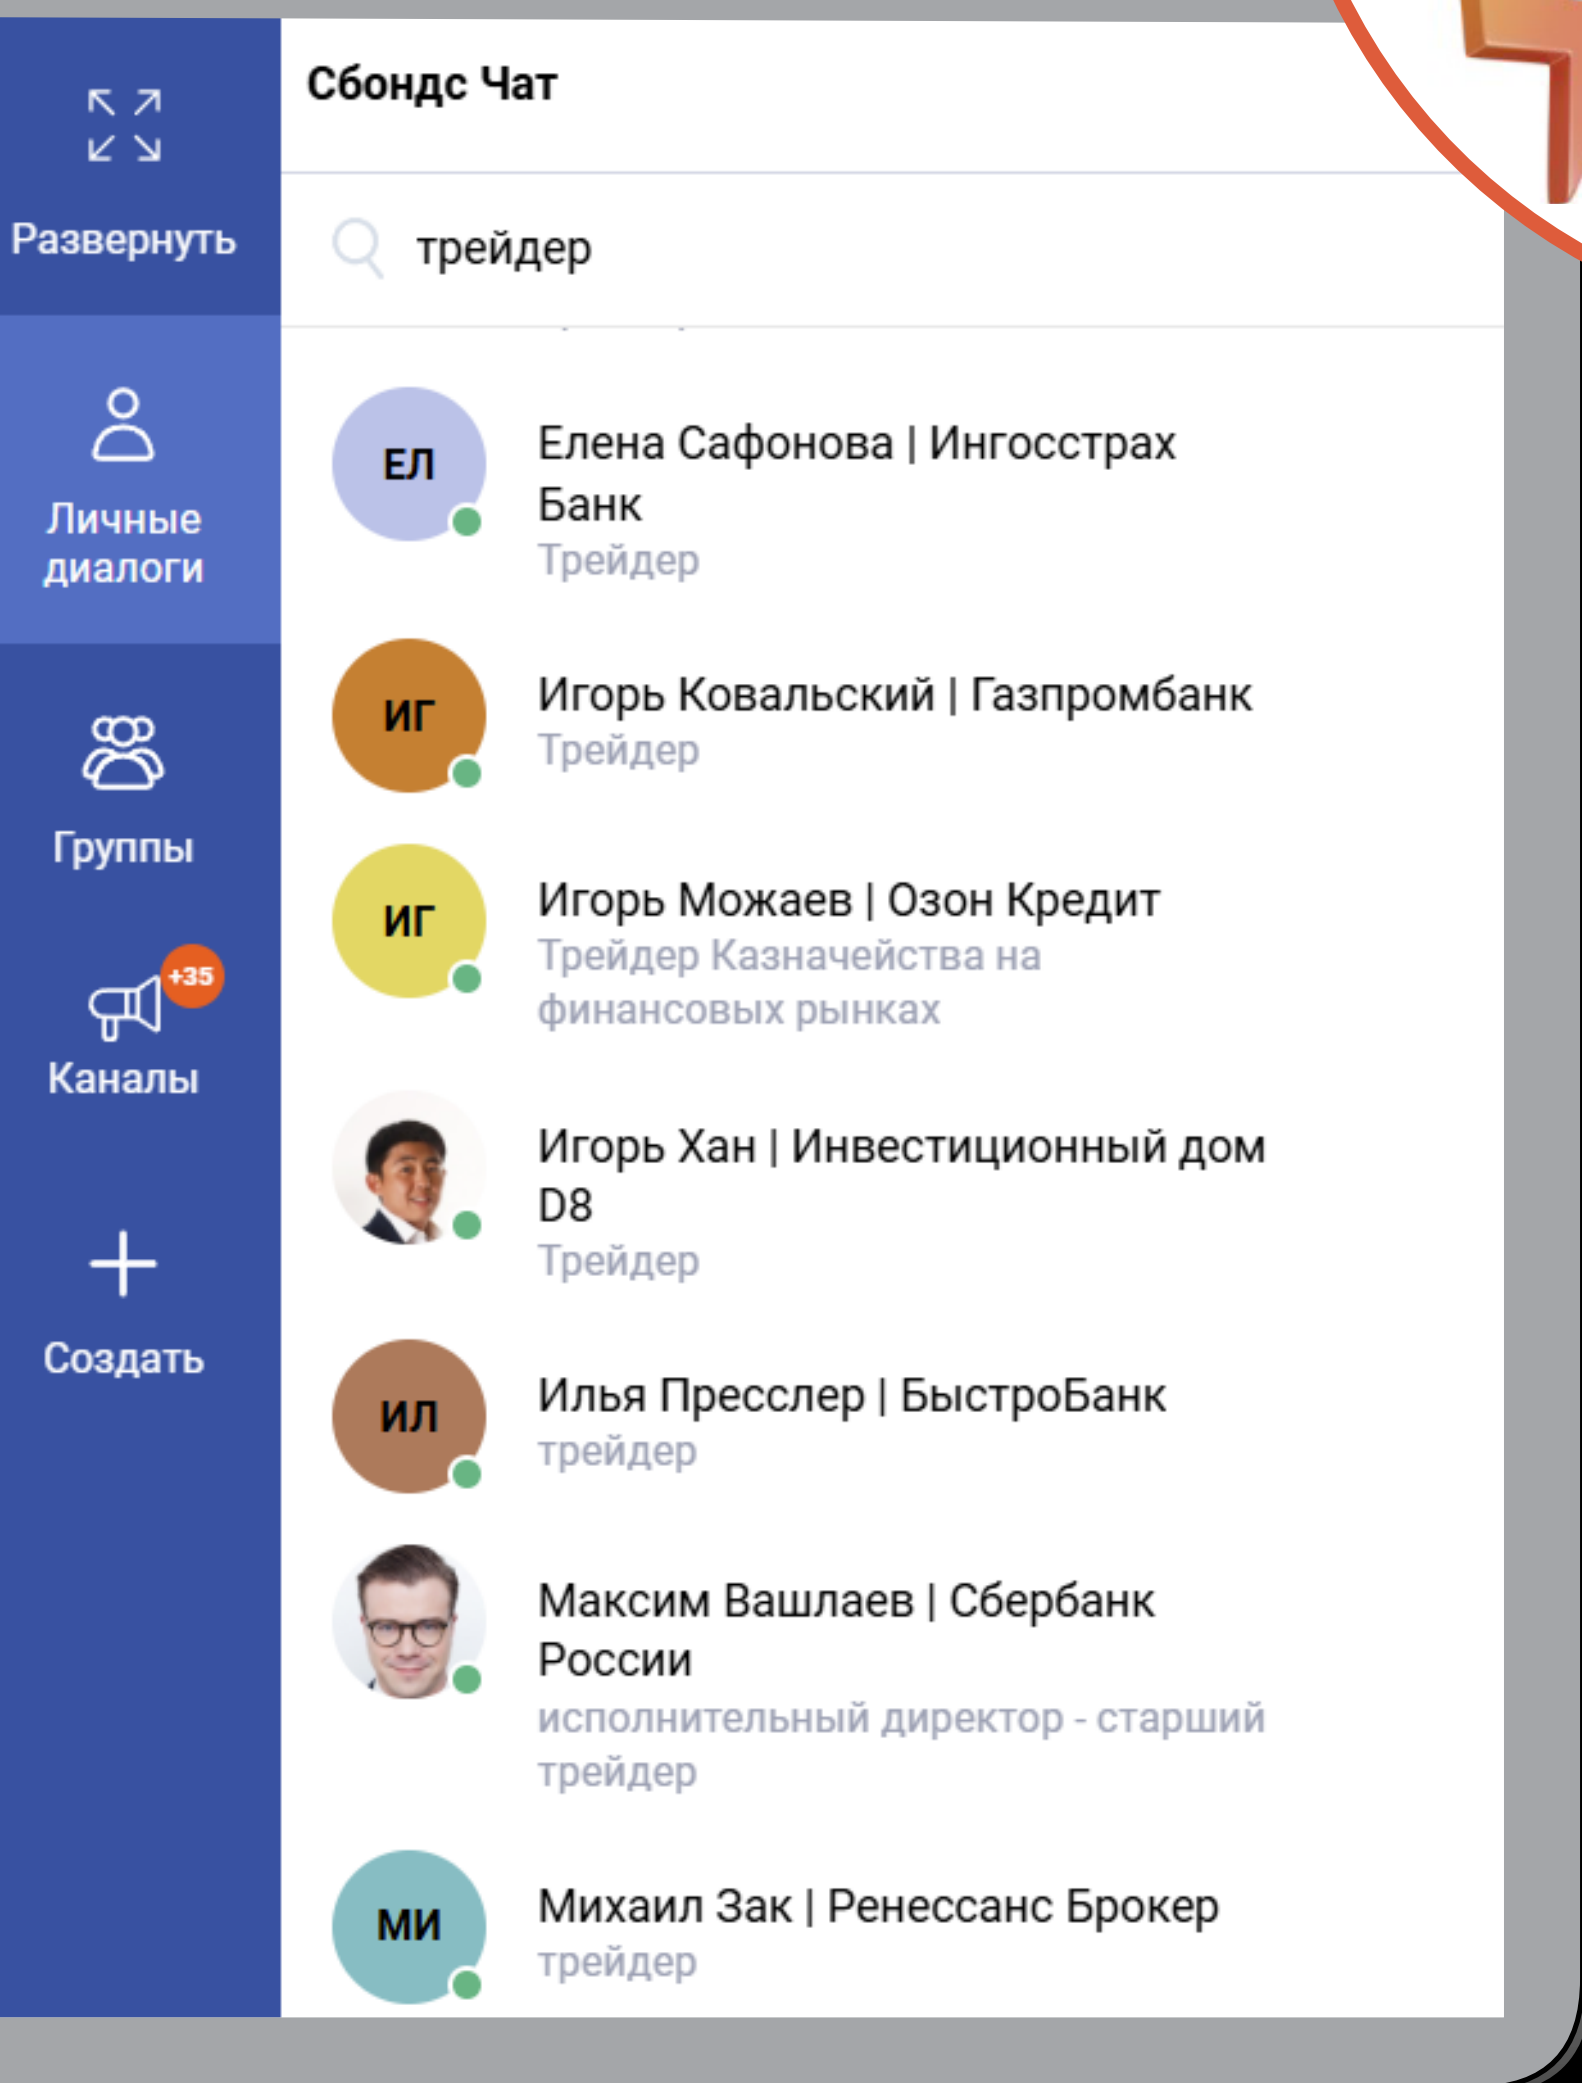 Сбондс Чат
Развернуть
трейдер
Личные
диалоги
Группы
+35
Каналы
Создать
ЕЛ
Елена Сафонова | Ингосстрах
Банк
Трейдер
ИГ
Игорь Ковальский | Газпромбанк
Трейдер
ИГ
Игорь Можаев | Озон Кредит
Трейдер Казначейства на
финансовых рынках
Игорь Хан | Инвестиционный дом
D8
Трейдер
ИЛ
Илья Пресслер | БыстроБанк
трейдер
Максим Вашлаев | Сбербанк
России
исполнительный директор - старший
трейдер
МИ
Михаил Зак | Ренессанс Брокер
трейдер